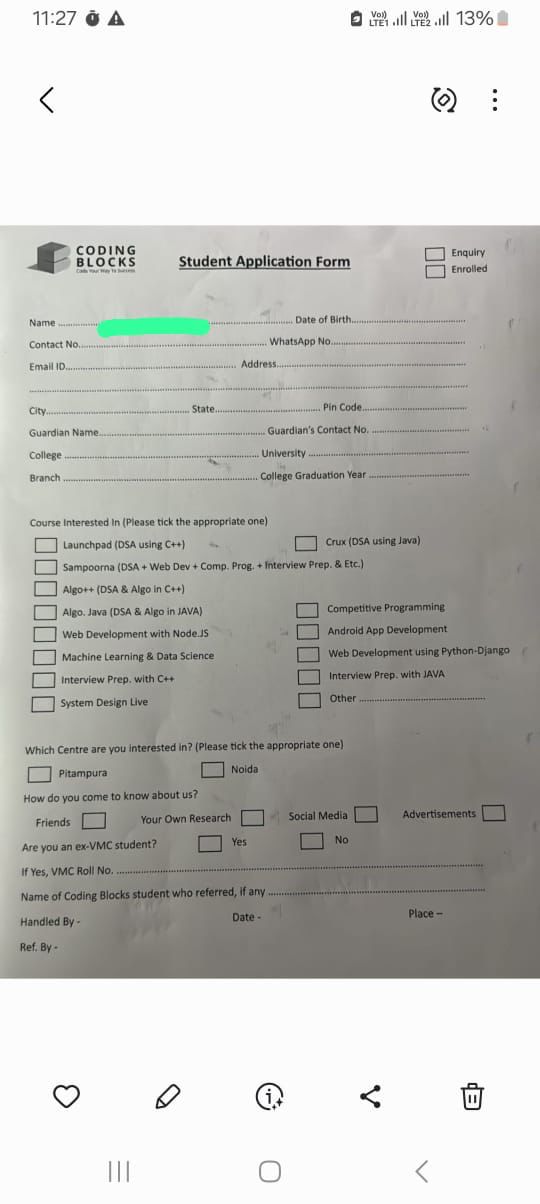 11:27 Vo)) LTE1 Vo)) LTE2 13%
CODING
BLOCKS
Code Your Way To Success
Student Application Form
Enquiry
Enrolled
Name ........................ Date of Birth........................
Contact No........................ WhatsApp No........................
Email ID........................ Address........................
City........................ State........................ Pin Code........................
Guardian Name........................ Guardian's Contact No. ........................
College ........................ University ........................
Branch ........................ College Graduation Year ........................
Course Interested In (Please tick the appropriate one)
Launchpad (DSA using C++) Crux (DSA using Java)
Sampoorna (DSA + Web Dev + Comp. Prog. + Interview Prep. & Etc.)
Algo++ (DSA & Algo in C++)
Algo. Java (DSA & Algo in JAVA) Competitive Programming
Web Development with Node.JS Android App Development
Machine Learning & Data Science Web Development using Python-Django
Interview Prep. with C++ Interview Prep. with JAVA
System Design Live Other ........................
Which Centre are you interested in? (Please tick the appropriate one)
Pitampura Noida
How do you come to know about us?
Friends Your Own Research Social Media Advertisements
Are you an ex-VMC student? Yes No
If Yes, VMC Roll No. ........................
Name of Coding Blocks student who referred, if any ........................
Handled By - Date - Place –
Ref. By -